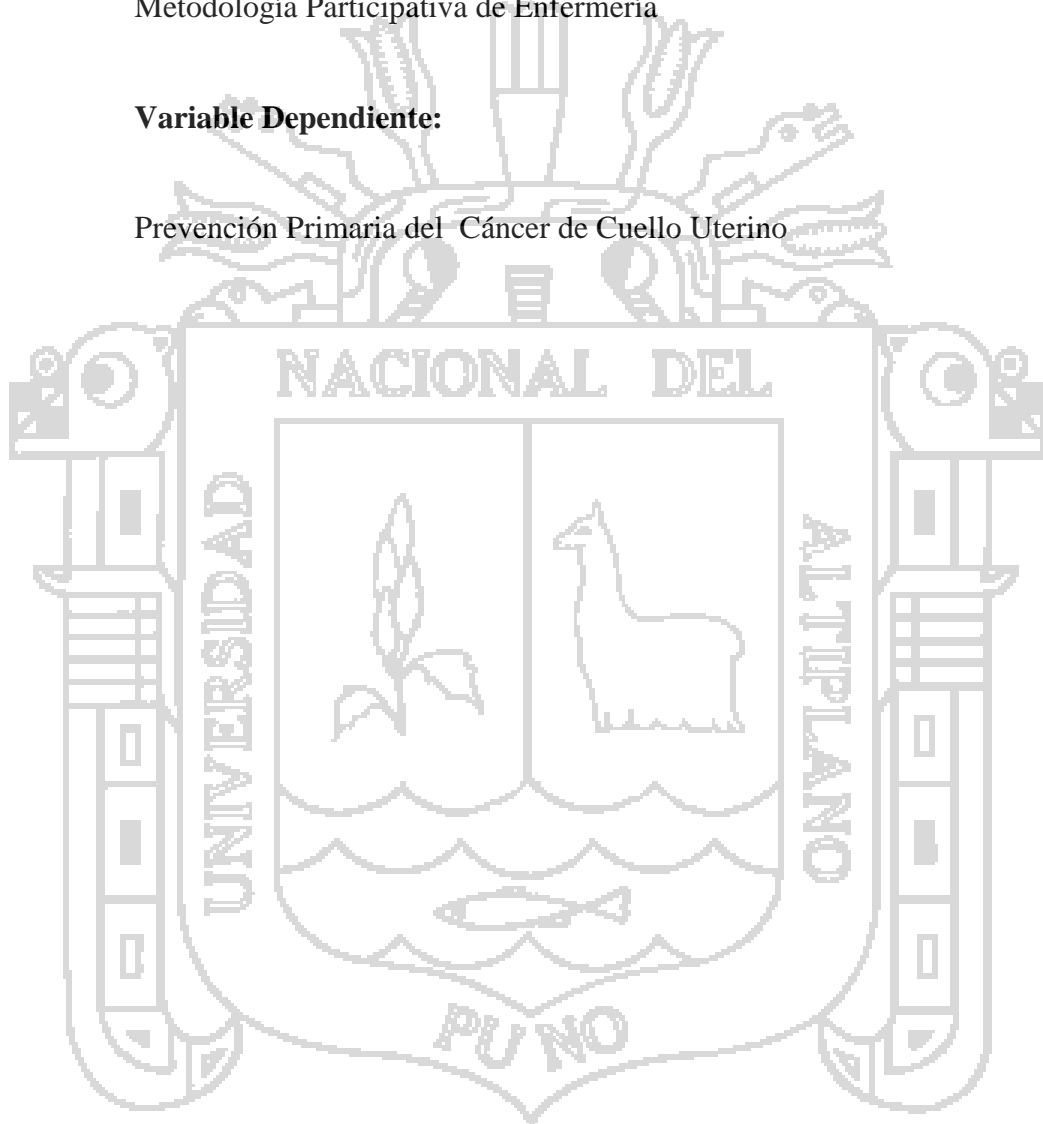 Metodología Participativa de Enfermería
Variable Dependiente:
Prevención Primaria del Cáncer de Cuello Uterino
NACIONAL DEL
UNIVERSIDAD
ALTIPLANO
PUNO